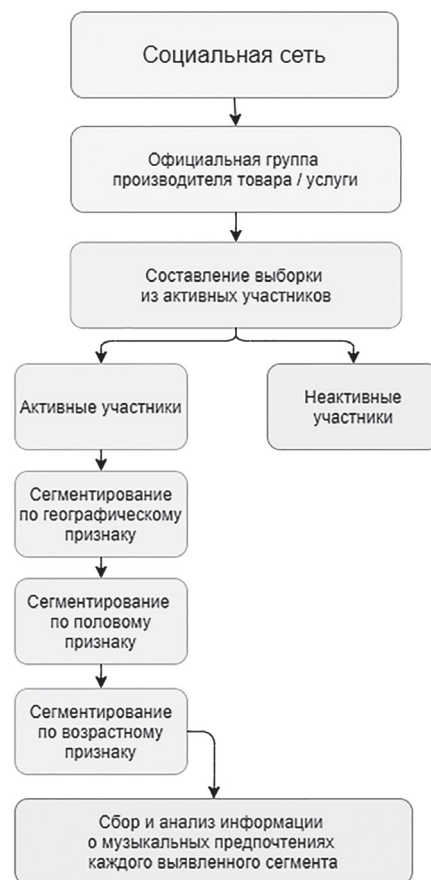 Социальная сеть
Официальная группа
производителя товара / услуги
Составление выборки
из активных участников
Активные участники
Неактивные
участники
Сегментирование
по географическому
признаку
Сегментирование
по половому
признаку
Сегментирование
по возрастному
признаку
Сбор и анализ информации
о музыкальных предпочтениях
каждого выявленного сегмента